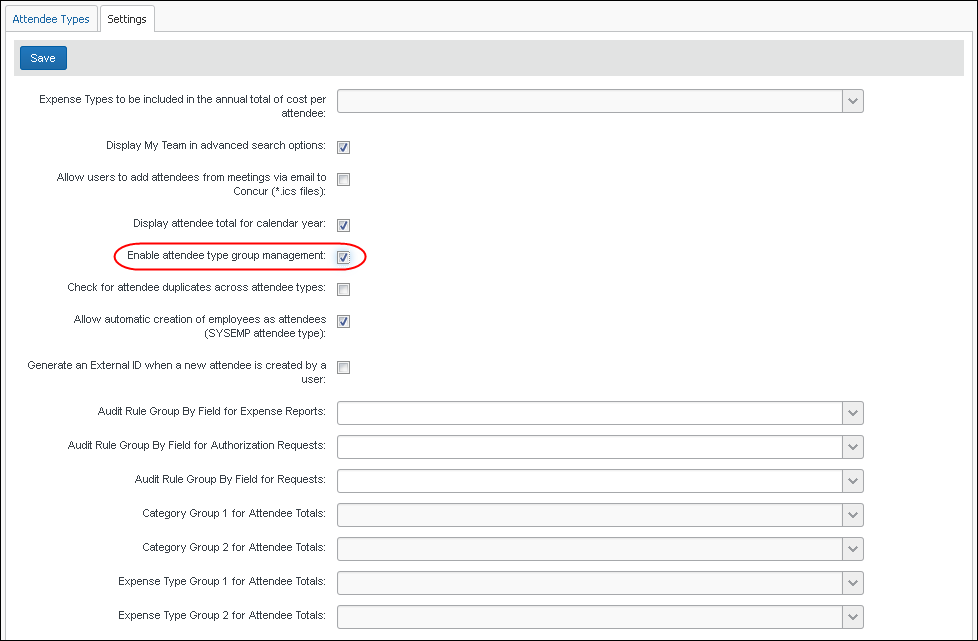 Attendee Types
Settings
Save
Expense Types to be included in the annual total of cost per
attendee:
Display My Team in advanced search options:
Allow users to add attendees from meetings via email to
Concur (*.ics files):
Display attendee total for calendar year:
Enable attendee type group management:
Check for attendee duplicates across attendee types:
Allow automatic creation of employees as attendees
(SYSEMP attendee type):
Generate an External ID when a new attendee is created by a
user:
Audit Rule Group By Field for Expense Reports:
Audit Rule Group By Field for Authorization Requests:
Audit Rule Group By Field for Requests:
Category Group 1 for Attendee Totals:
Category Group 2 for Attendee Totals:
Expense Type Group 1 for Attendee Totals:
Expense Type Group 2 for Attendee Totals: